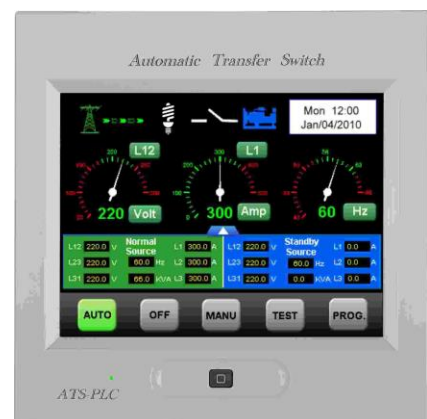 Automatic Transfer Switch
Mon 12:00
Jan/04/2010
L12
L1
220 Volt
300 Amp
60 Hz
L12 220.0 V Normal L1 300.0 A L12 220.0 V Standby L1 0.0 A
Source Source
L23 220.0 V 60.0 Hz L2 300.0 A L23 220.0 V 60.0 Hz L2 0.0 A
L31 220.0 V 66.0 kVA L3 300.0 A L31 220.0 V 0.0 kVA L3 0.0 A
AUTO OFF MANU TEST PROG.
ATS-PLC